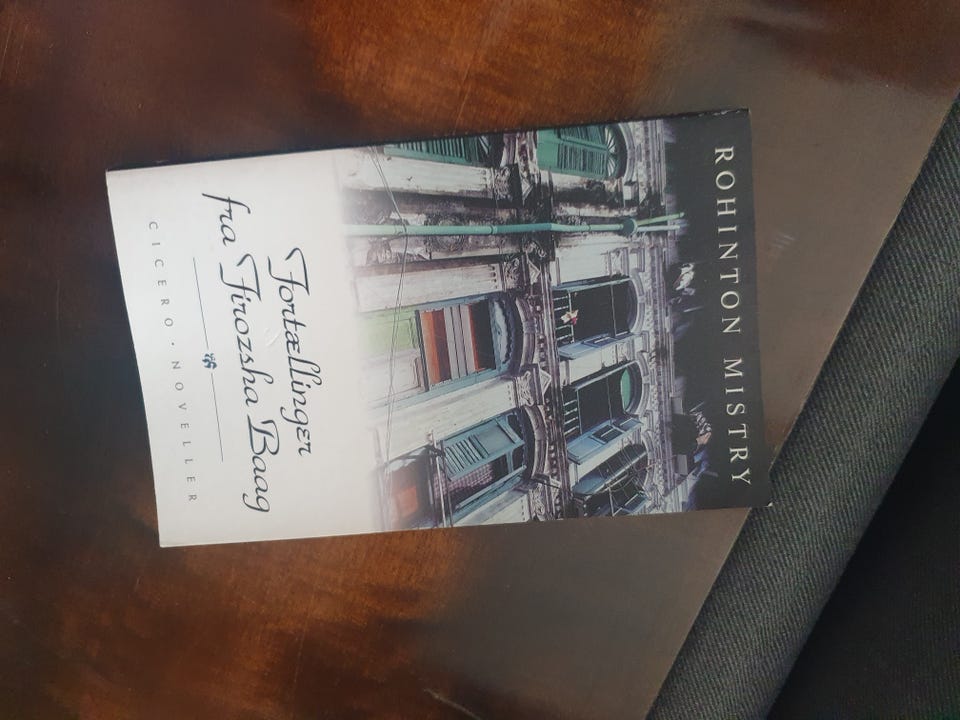 ROHINTON MISTRY
Fortællinger
fra Firozsha Baag
CICERO · NOVELLER